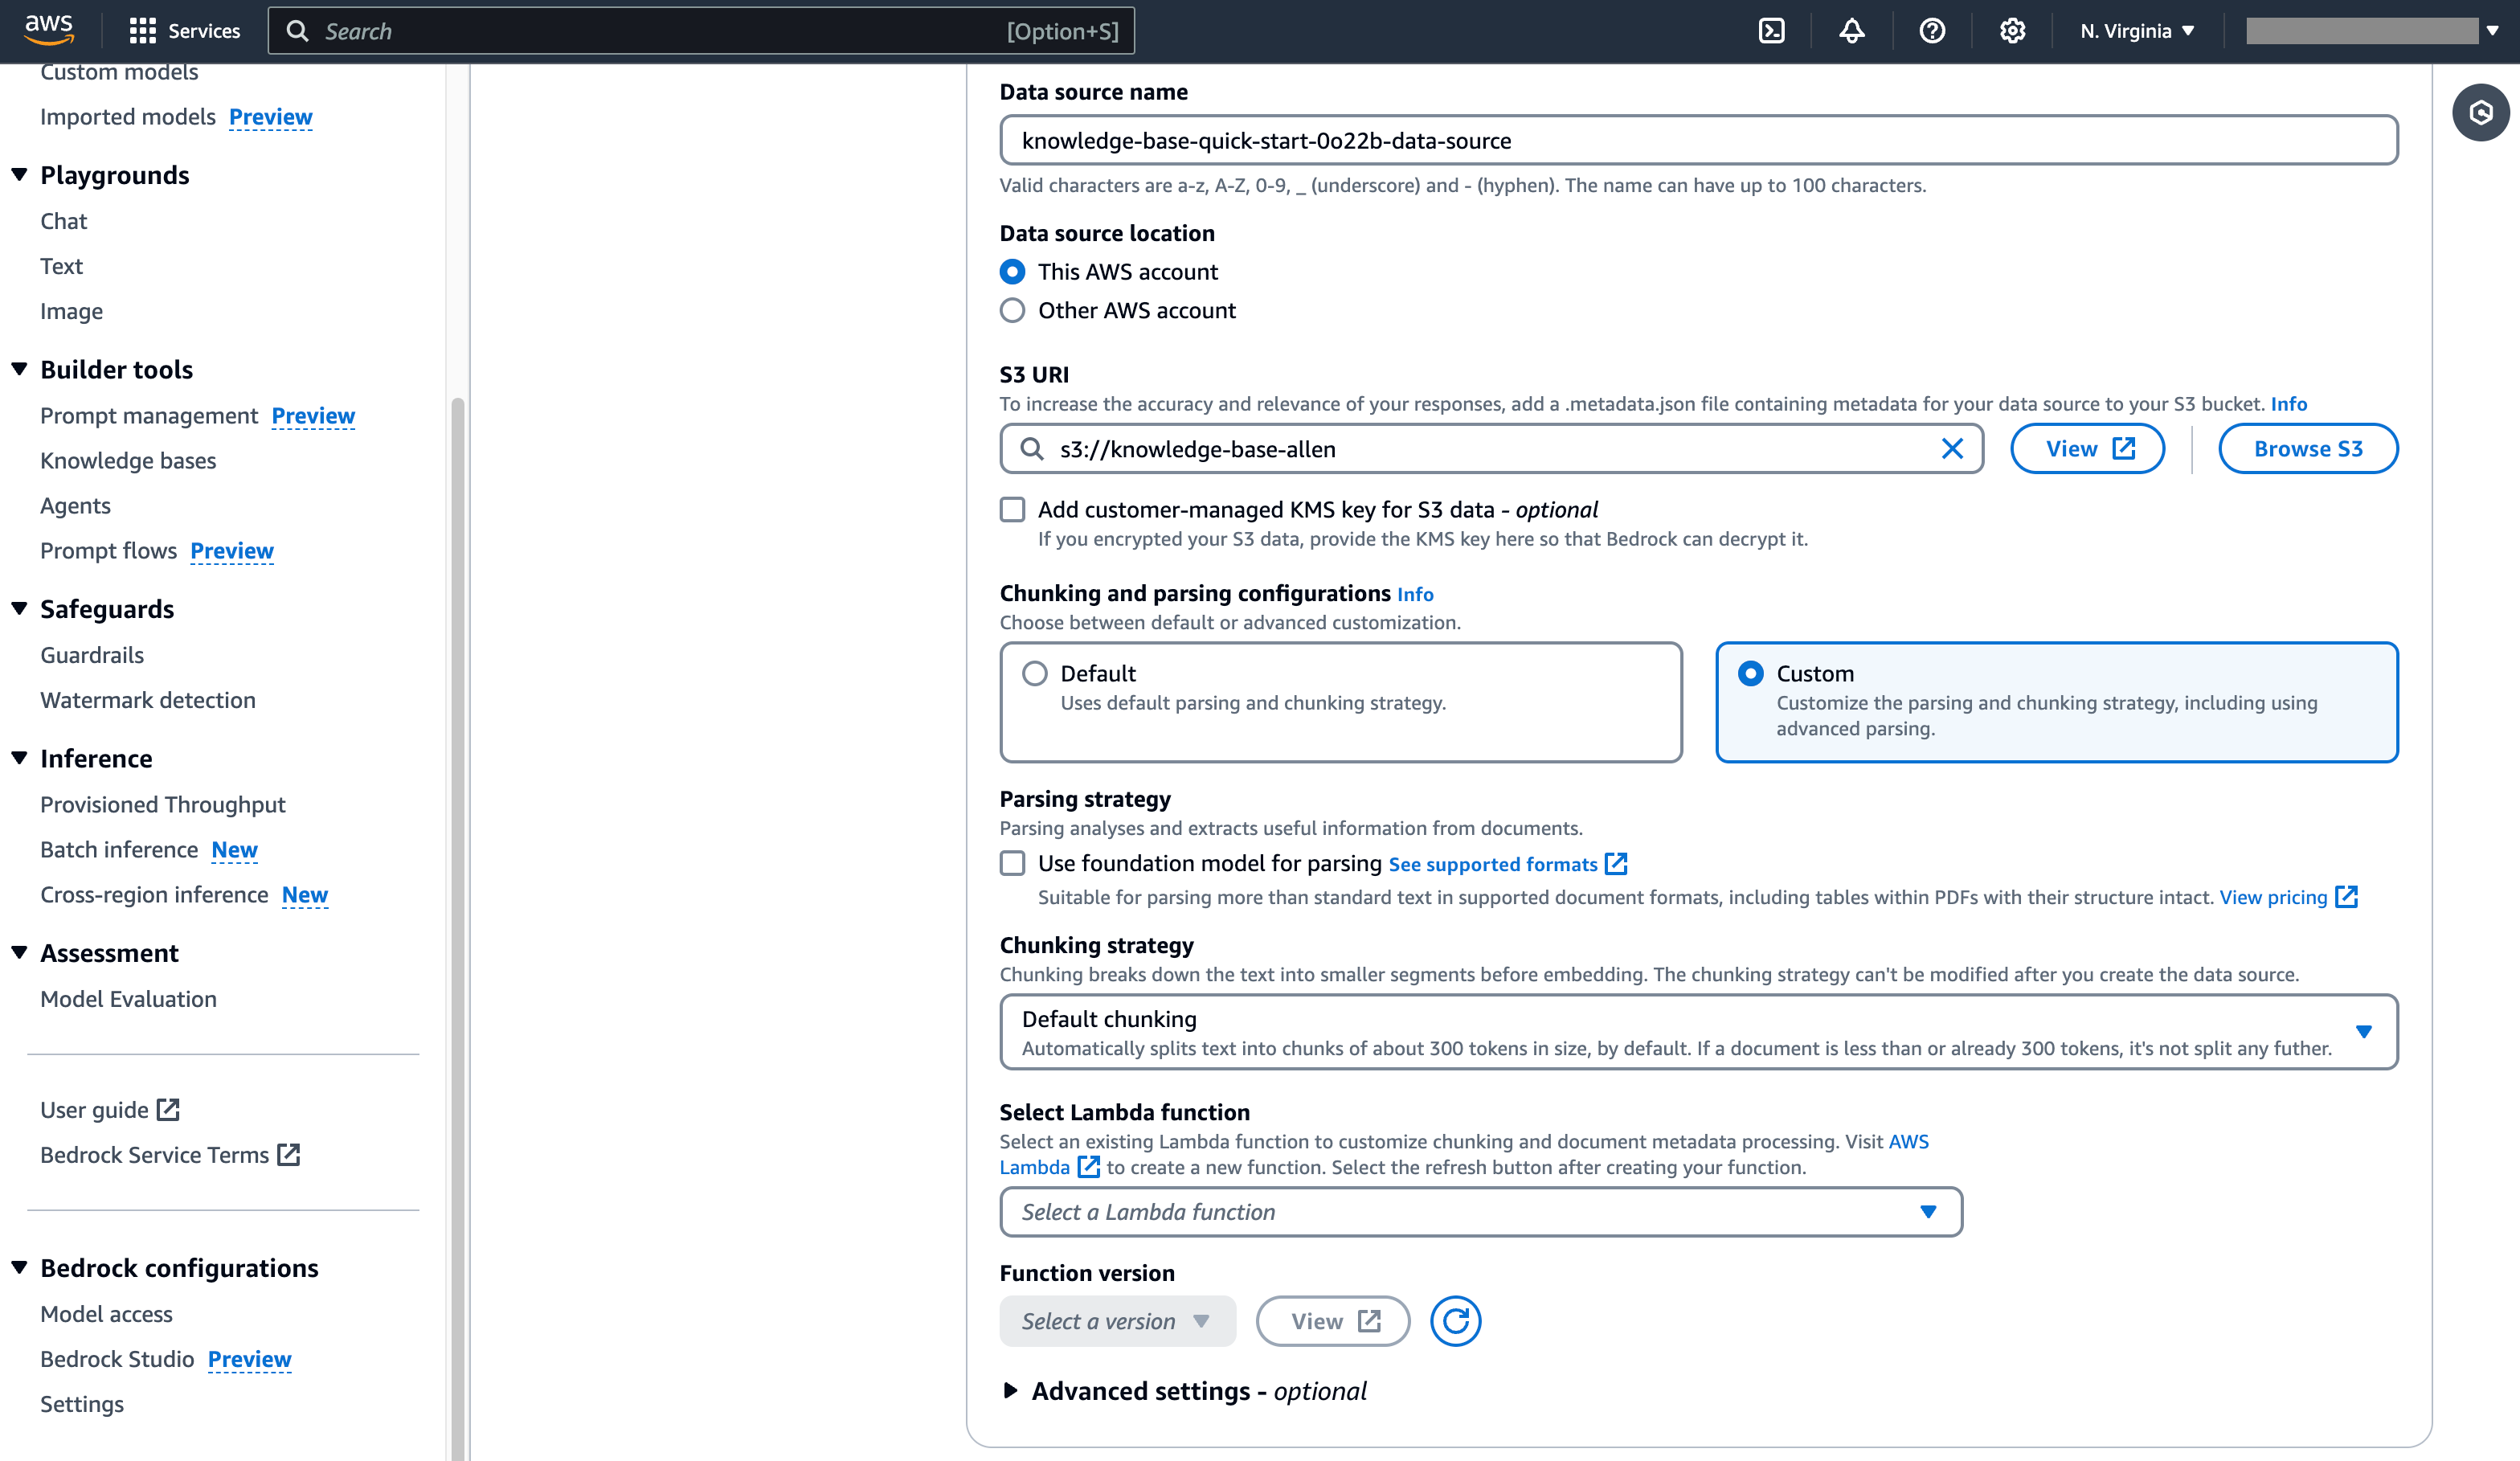 aws
Services
Search
[Option+S]
N. Virginia
Custom models
Imported models Preview
Playgrounds
Chat
Text
Image
Builder tools
Prompt management Preview
Knowledge bases
Agents
Prompt flows Preview
Safeguards
Guardrails
Watermark detection
Inference
Provisioned Throughput
Batch inference New
Cross-region inference New
Assessment
Model Evaluation
User guide
Bedrock Service Terms
Bedrock configurations
Model access
Bedrock Studio Preview
Settings
Data source name
knowledge-base-quick-start-0o22b-data-source
Valid characters are a-z, A-Z, 0-9, _ (underscore) and - (hyphen). The name can have up to 100 characters.
Data source location
This AWS account
Other AWS account
S3 URI
To increase the accuracy and relevance of your responses, add a .metadata.json file containing metadata for your data source to your S3 bucket. Info
s3://knowledge-base-allen
View
Browse S3
Add customer-managed KMS key for S3 data - optional
If you encrypted your S3 data, provide the KMS key here so that Bedrock can decrypt it.
Chunking and parsing configurations Info
Choose between default or advanced customization.
Default
Uses default parsing and chunking strategy.
Custom
Customize the parsing and chunking strategy, including using
advanced parsing.
Parsing strategy
Parsing analyses and extracts useful information from documents.
Use foundation model for parsing See supported formats
Suitable for parsing more than standard text in supported document formats, including tables within PDFs with their structure intact. View pricing
Chunking strategy
Chunking breaks down the text into smaller segments before embedding. The chunking strategy can't be modified after you create the data source.
Default chunking
Automatically splits text into chunks of about 300 tokens in size, by default. If a document is less than or already 300 tokens, it's not split any futher.
Select Lambda function
Select an existing Lambda function to customize chunking and document metadata processing. Visit AWS
Lambda to create a new function. Select the refresh button after creating your function.
Select a Lambda function
Function version
Select a version
View
Advanced settings - optional